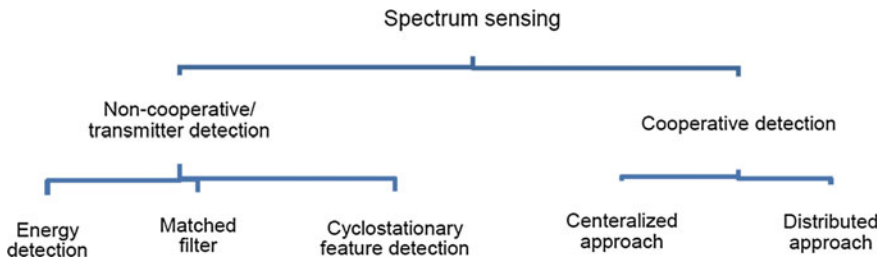 Spectrum sensing
Non-cooperative/
transmitter detection
Cooperative detection
Energy
detection
Matched
filter
Cyclostationary
feature detection
Centeralized
approach
Distributed
approach